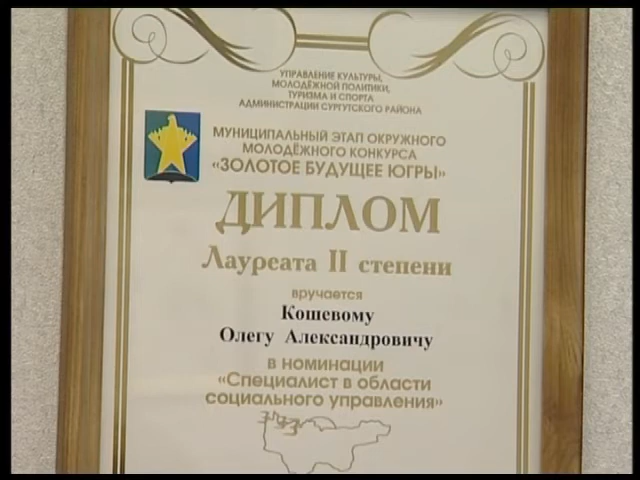 УПРАВЛЕНИЕ КУЛЬТУРЫ,
МОЛОДЁЖНОЙ ПОЛИТИКИ,
ТУРИЗМА И СПОРТА
АДМИНИСТРАЦИИ СУРГУТСКОГО РАЙОНА
МУНИЦИПАЛЬНЫЙ ЭТАП ОКРУЖНОГО
МОЛОДЁЖНОГО КОНКУРСА
«ЗОЛОТОЕ БУДУЩЕЕ ЮГРЫ»
ДИПЛОМ
Лауреата II степени
вручается
Кошевому
Олегу Александровичу
в номинации
«Специалист в области
социального управления»